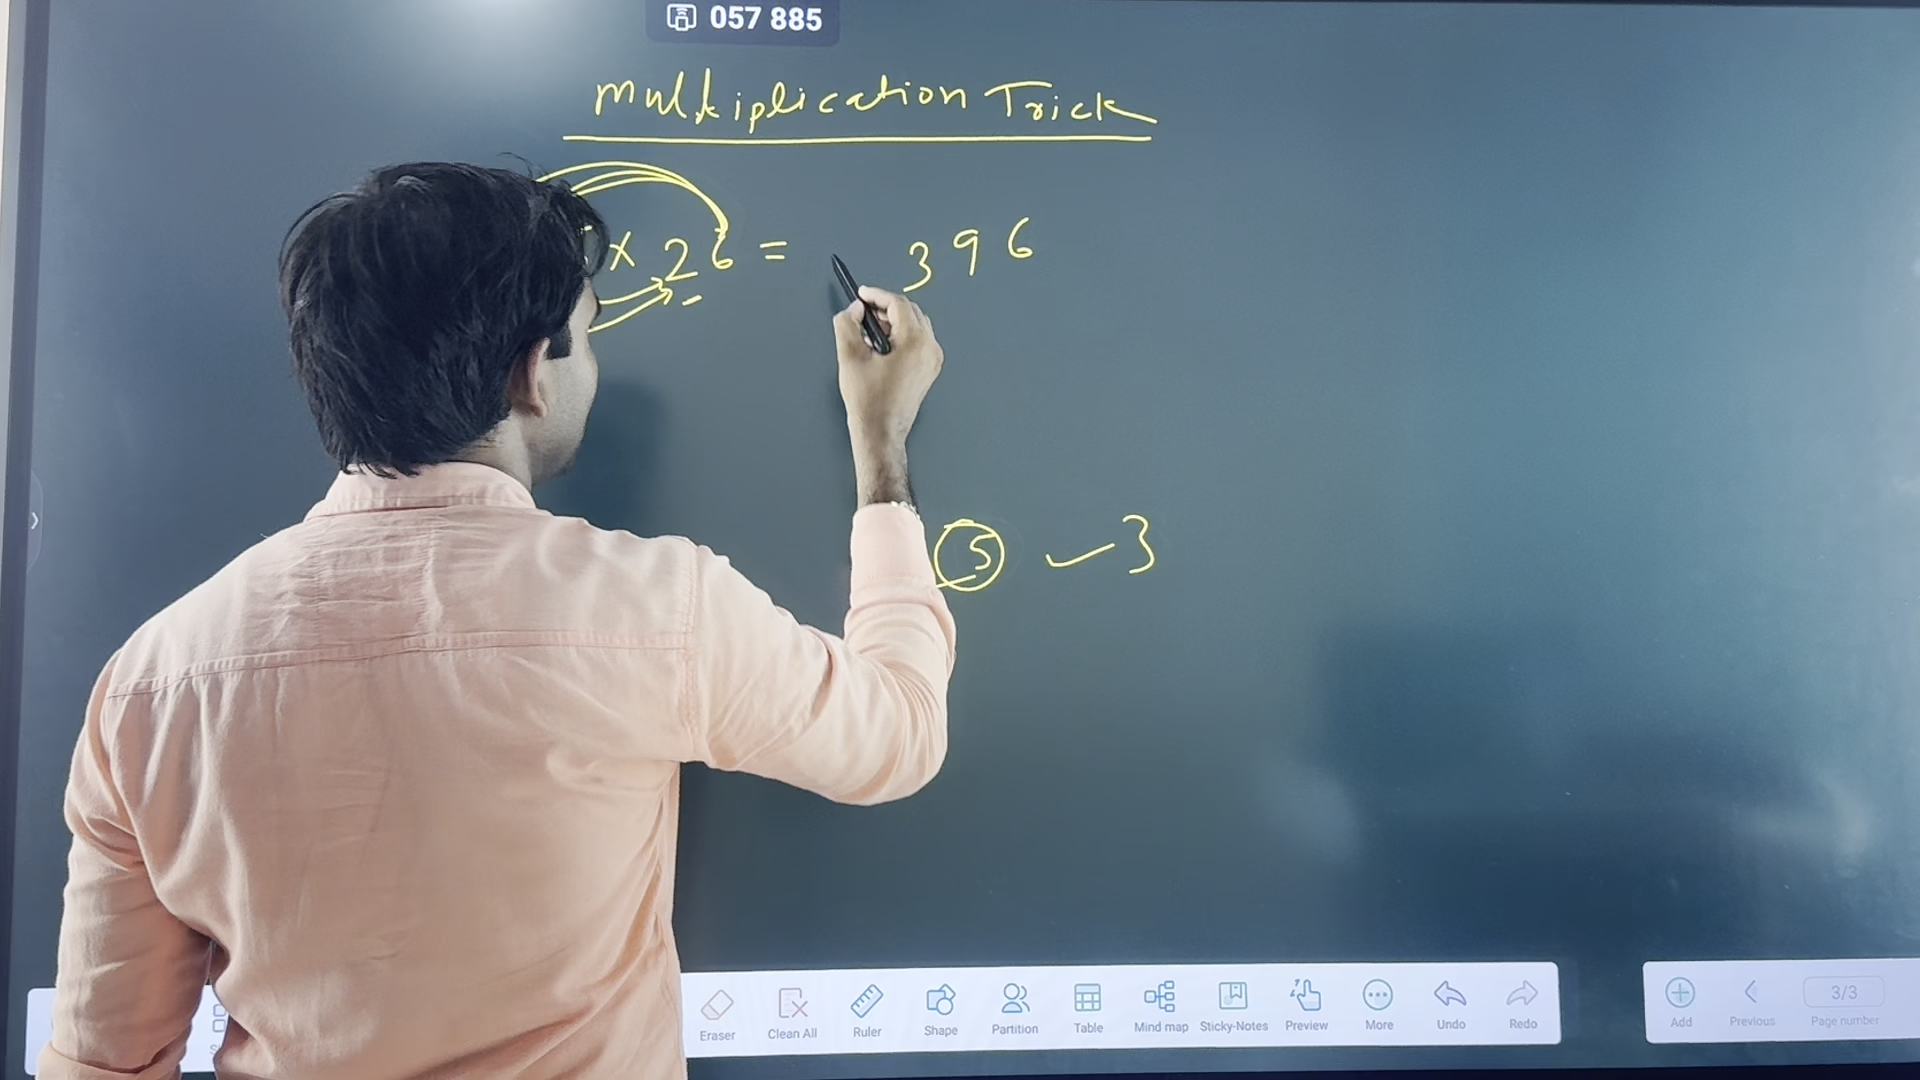 057 885
Multiplication Trick
x 26 = 396
5 3
Eraser Clean All Ruler Shape Partition Table Mind map Sticky-Notes Preview More Undo Redo Add Previous 3/3 Page number